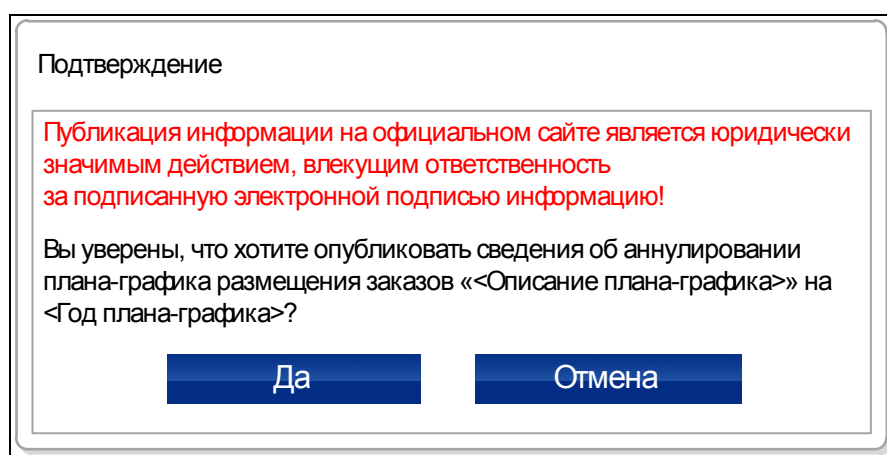 Подтверждение
Публикация информации на официальном сайте является юридически
значимым действием, влекущим ответственность
за подписанную электронной подписью информацию!
Вы уверены, что хотите опубликовать сведения об аннулировании
плана-графика размещения заказов «<Описание плана-графика>» на
<Год плана-графика>?
Да
Отмена